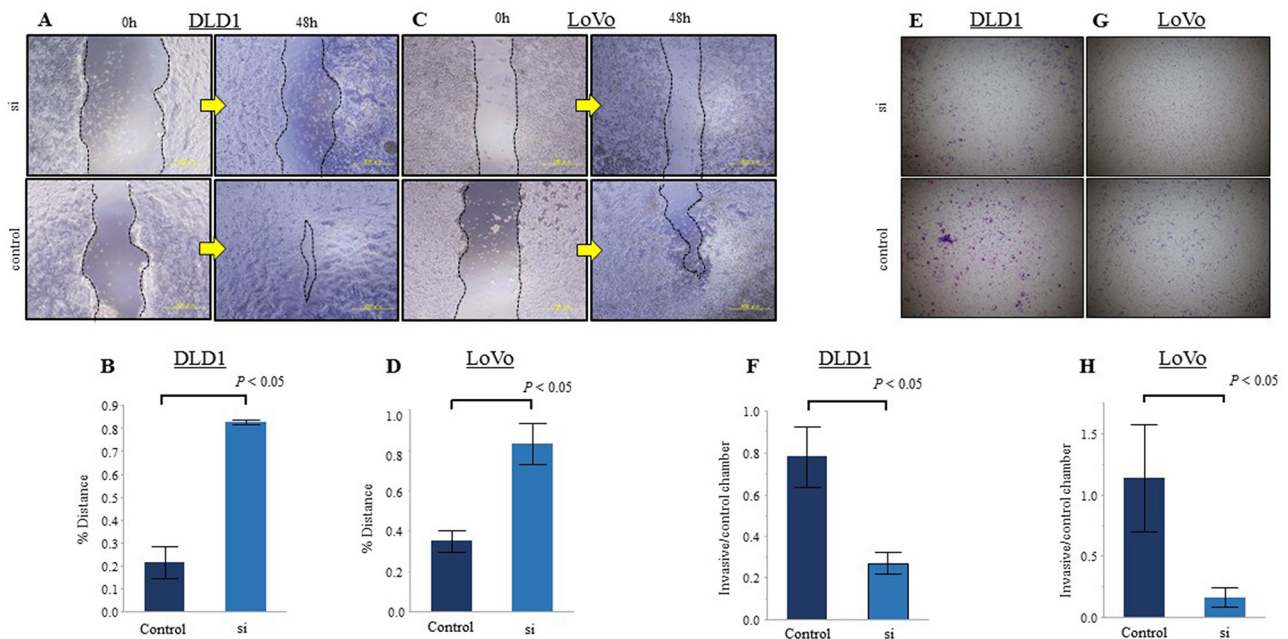 A 0h DLD1 48h C 0h LoVo 48h
si
control
E DLD1 G LoVo
B DLD1
P < 0.05
% Distance
0.9
0.8
0.7
0.6
0.5
0.4
0.3
0.2
0.1
0.0
Control si
D LoVo
P < 0.05
% Distance
1.0
0.8
0.6
0.4
0.2
0.0
Control si
F DLD1
P < 0.05
Invasive/control chamber
1.0
0.8
0.6
0.4
0.2
0.0
Control si
H LoVo
P < 0.05
Invasive/control chamber
1.5
1.0
0.5
0.0
Control si